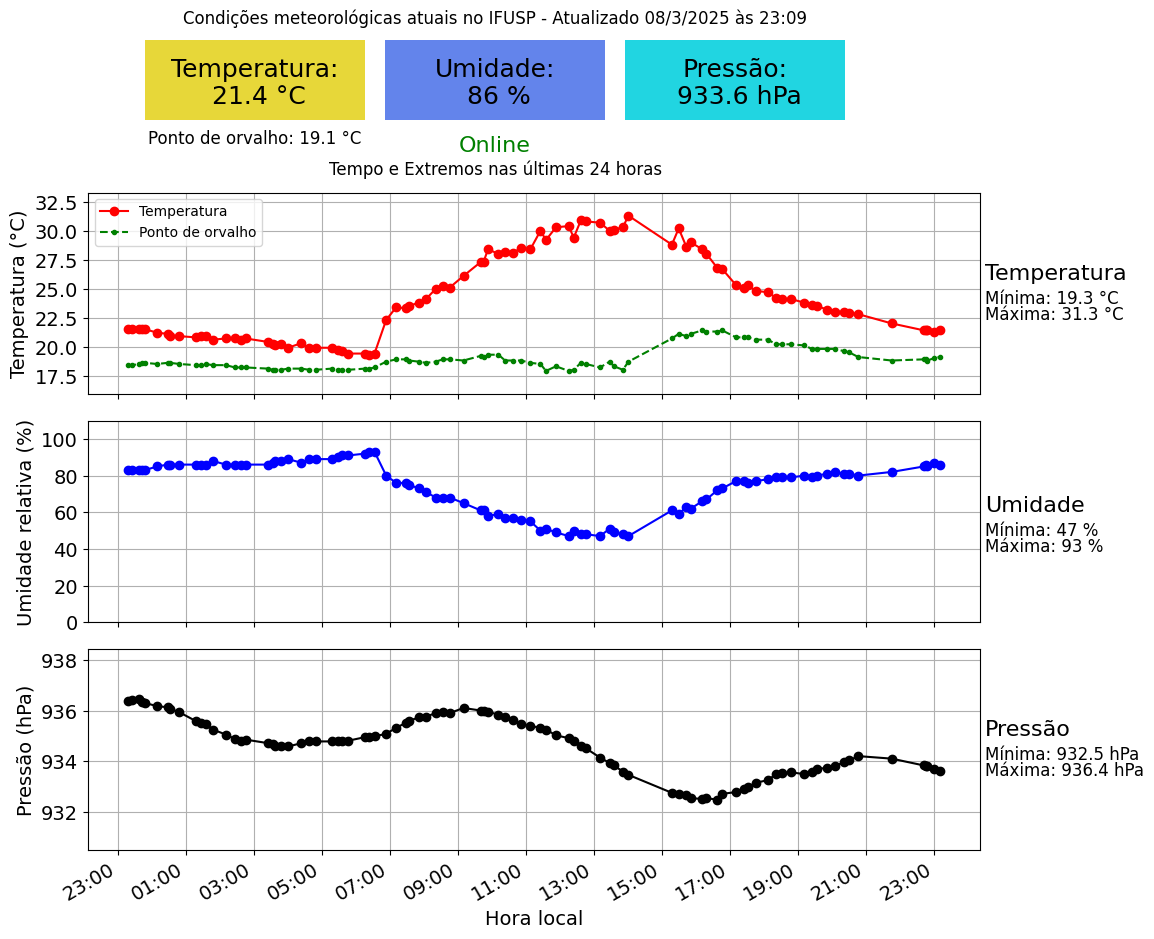 Condições meteorológicas atuais no IFUSP - Atualizado 08/3/2025 às 23:09
Temperatura:
21.4 °C
Umidade:
86 %
Pressão:
933.6 hPa
Ponto de orvalho: 19.1 °C
Online
Tempo e Extremos nas últimas 24 horas
Temperatura (°C)
32.5
30.0
27.5
25.0
22.5
20.0
17.5
Temperatura
Ponto de orvalho
Temperatura
Mínima: 19.3 °C
Máxima: 31.3 °C
Umidade relativa (%)
100
80
60
40
20
0
Umidade
Mínima: 47 %
Máxima: 93 %
Pressão (hPa)
938
936
934
932
Pressão
Mínima: 932.5 hPa
Máxima: 936.4 hPa
23:00 01:00 03:00 05:00 07:00 09:00 11:00 13:00 15:00 17:00 19:00 21:00 23:00
Hora local